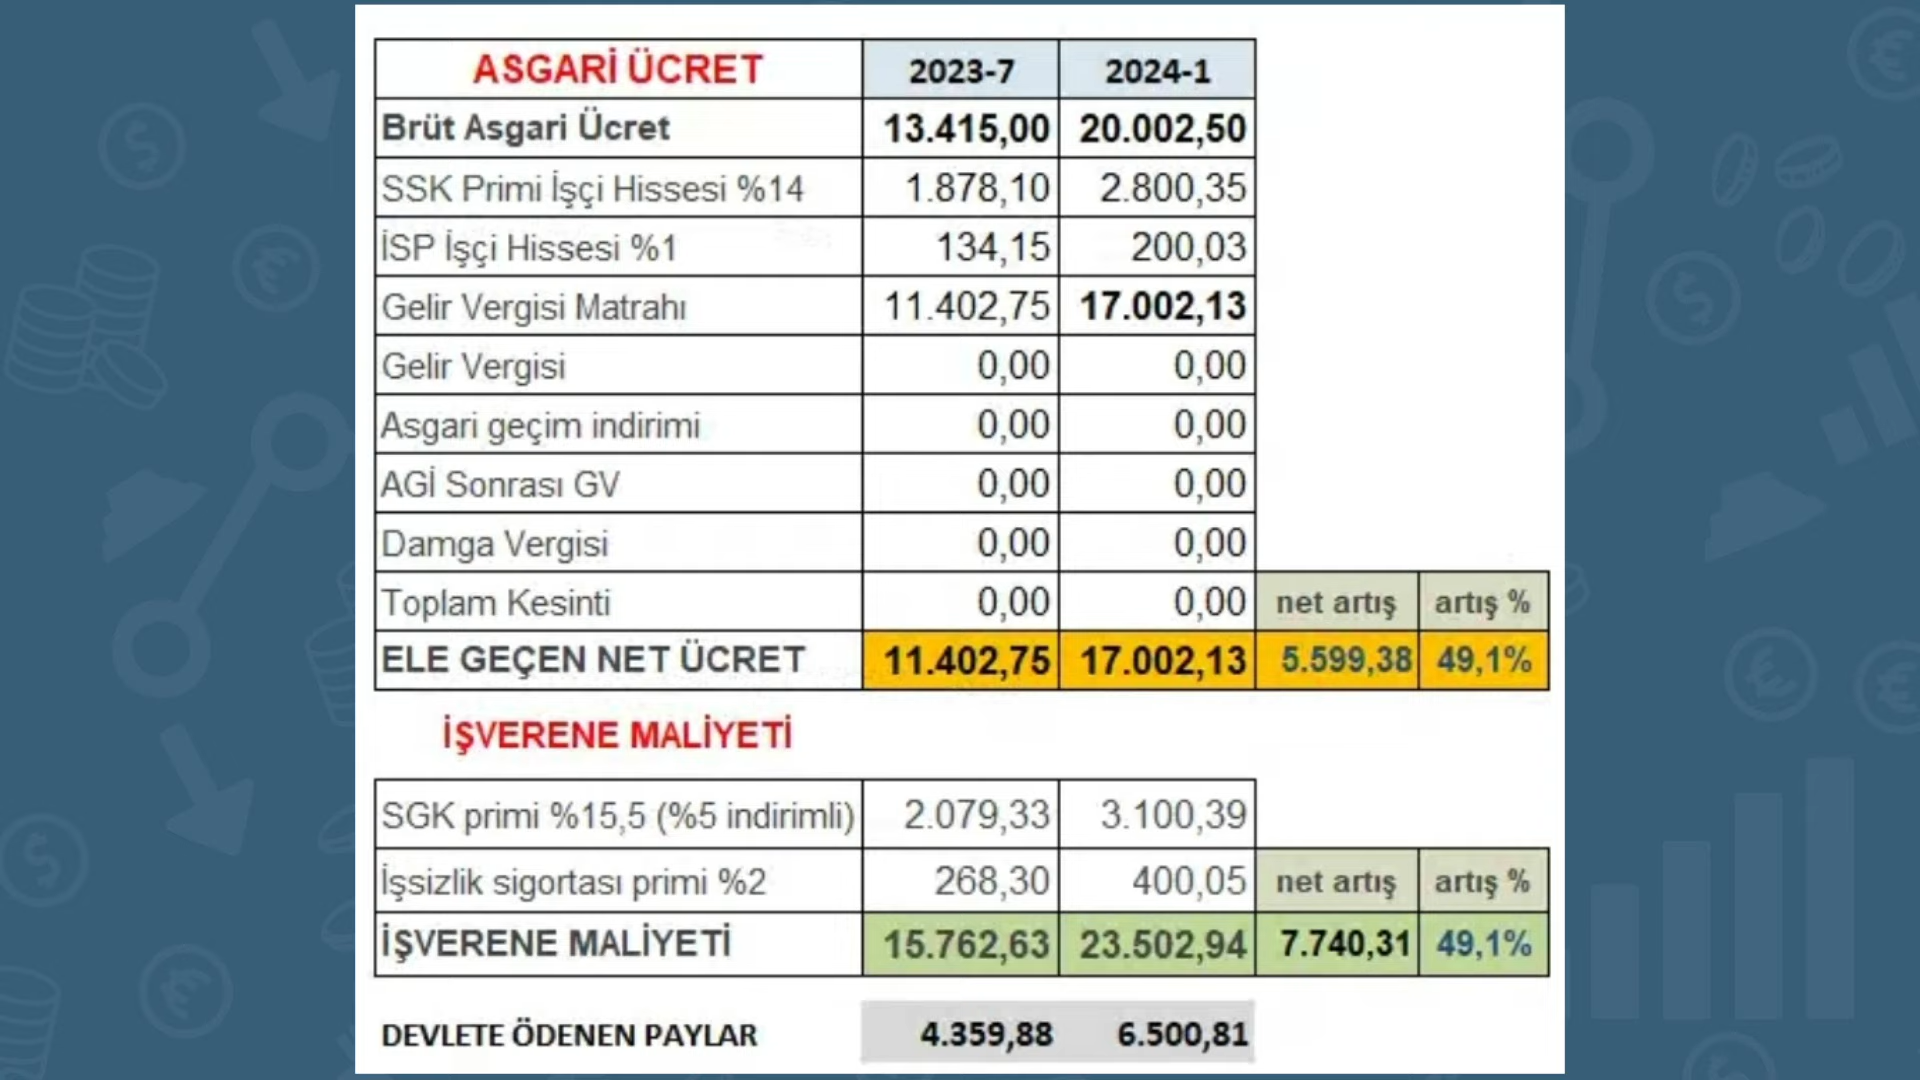 ASGARİ ÜCRET 2023-7 2024-1
Brüt Asgari Ücret 13.415,00 20.002,50
SSK Primi İşçi Hissesi %14 1.878,10 2.800,35
İSP İşçi Hissesi %1 134,15 200,03
Gelir Vergisi Matrahı 11.402,75 17.002,13
Gelir Vergisi 0,00 0,00
Asgari geçim indirimi 0,00 0,00
AGİ Sonrası GV 0,00 0,00
Damga Vergisi 0,00 0,00
Toplam Kesinti 0,00 0,00 net artış artış %
ELE GEÇEN NET ÜCRET 11.402,75 17.002,13 5.599,38 49,1%
İŞVERENE MALİYETİ
SGK primi %15,5 (%5 indirimli) 2.079,33 3.100,39
İşsizlik sigortası primi %2 268,30 400,05 net artış artış %
İŞVERENE MALİYETİ 15.762,63 23.502,94 7.740,31 49,1%
DEVLETE ÖDENEN PAYLAR 4.359,88 6.500,81